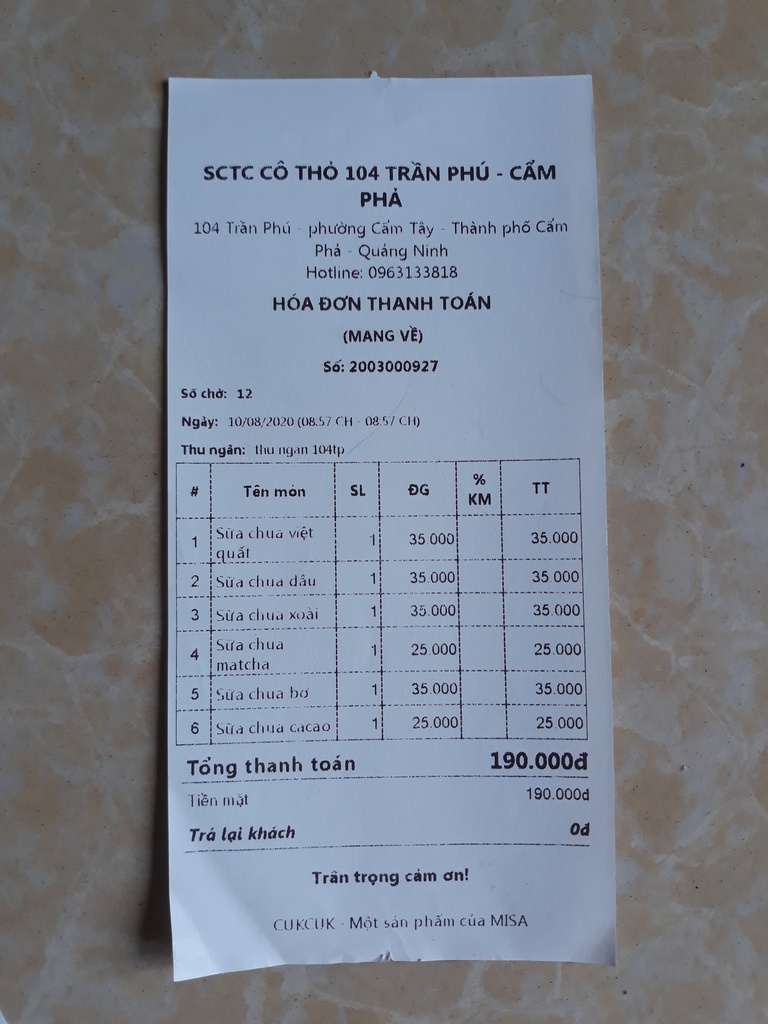 SCTC CÔ THỎ 104 TRẦN PHÚ - CẨM
PHẢ
104 Trần Phú - phường Cẩm Tây - Thành phố Cẩm
Phả - Quảng Ninh
Hotline: 0963133818
HÓA ĐƠN THANH TOÁN
(MANG VỀ)
Số: 2003000927
Số chờ: 12
Ngày: 10/08/2020 (08:57 CH - 08:57 CH)
Thu ngân: thu ngan 104tp
# Tên món SL ĐG % KM TT
1 Sữa chua việt quất 1 35.000 35.000
2 Sữa chua dâu 1 35.000 35.000
3 Sữa chua xoài 1 35.000 35.000
4 Sữa chua matcha 1 25.000 25.000
5 Sữa chua bơ 1 35.000 35.000
6 Sữa chua cacao 1 25.000 25.000
Tổng thanh toán 190.000đ
Tiền mặt 190.000đ
Trả lại khách 0đ
Trân trọng cảm ơn!
CUKCUK - Một sản phẩm của MISA